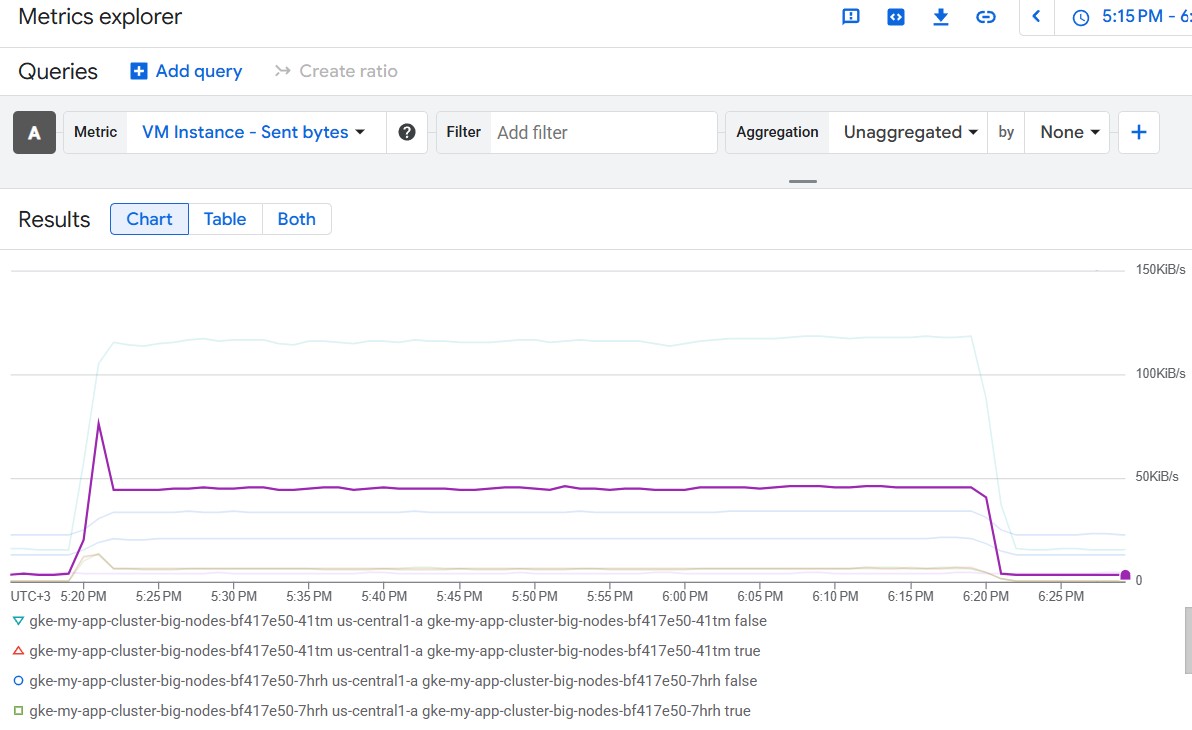 Metrics explorer
5:15 PM - 6:
Queries
Add query
Create ratio
A Metric VM Instance - Sent bytes Filter Add filter Aggregation Unaggregated by None
Results Chart Table Both
150KiB/s
100KiB/s
50KiB/s
0
UTC+3 5:20 PM 5:25 PM 5:30 PM 5:35 PM 5:40 PM 5:45 PM 5:50 PM 5:55 PM 6:00 PM 6:05 PM 6:10 PM 6:15 PM 6:20 PM 6:25 PM
gke-my-app-cluster-big-nodes-bf417e50-41tm us-central1-a gke-my-app-cluster-big-nodes-bf417e50-41tm false
gke-my-app-cluster-big-nodes-bf417e50-41tm us-central1-a gke-my-app-cluster-big-nodes-bf417e50-41tm true
gke-my-app-cluster-big-nodes-bf417e50-7hrh us-central1-a gke-my-app-cluster-big-nodes-bf417e50-7hrh false
gke-my-app-cluster-big-nodes-bf417e50-7hrh us-central1-a gke-my-app-cluster-big-nodes-bf417e50-7hrh true